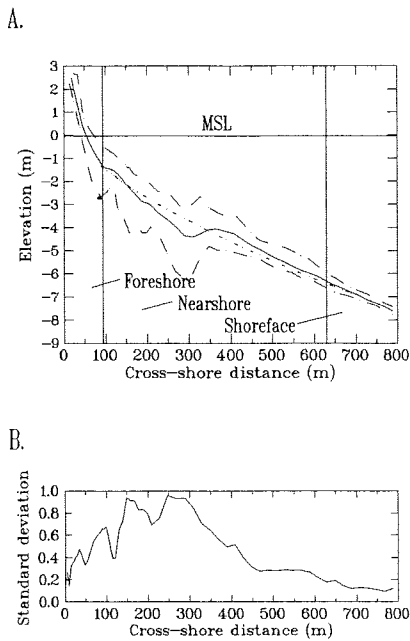 A.
3
2
1
0
-1
-2
-3
-4
-5
-6
-7
-8
-9
Elevation (m)
MSL
Foreshore
Nearshore
Shoreface
0 100 200 300 400 500 600 700 800
Cross-shore distance (m)
B.
1.0
0.8
0.6
0.4
0.2
0.0
Standard deviation
0 100 200 300 400 500 600 700 800
Cross-shore distance (m)